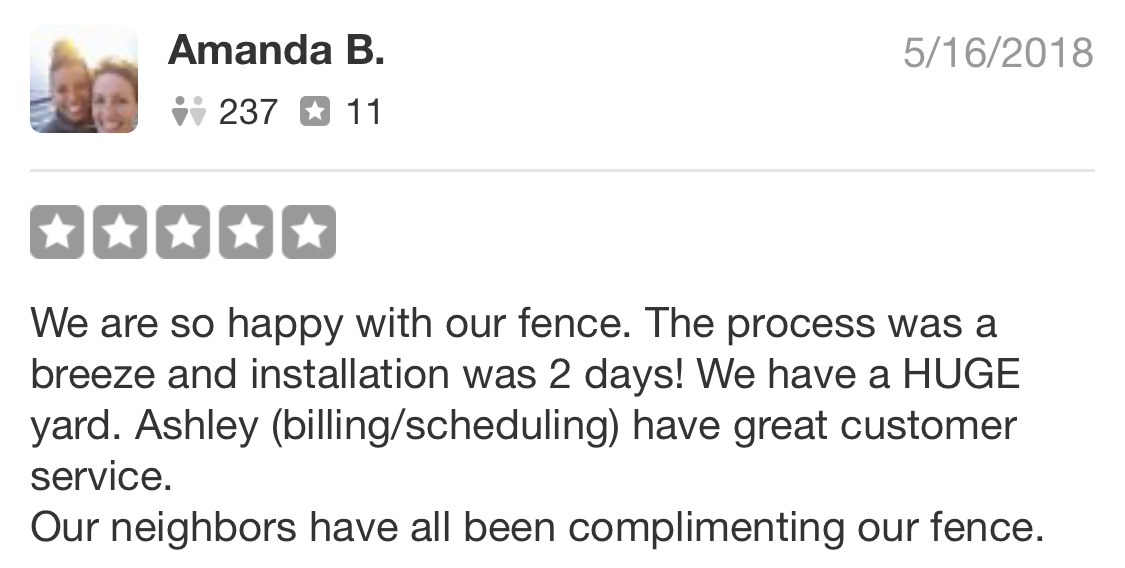 Amanda B.
5/16/2018
237 11
We are so happy with our fence. The process was a
breeze and installation was 2 days! We have a HUGE
yard. Ashley (billing/scheduling) have great customer
service.
Our neighbors have all been complimenting our fence.